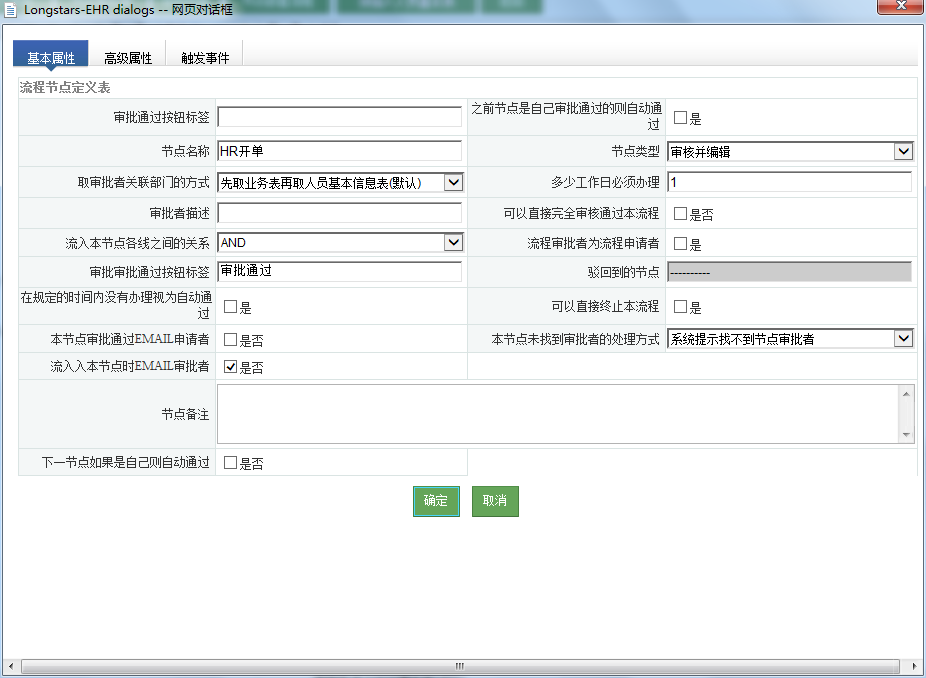 Longstars-EHR dialogs -- 网页对话框
基本属性 高级属性 触发事件
流程节点定义表
审批通过按钮标签
之前节点是自己审批通过的则自动通
过
是
节点名称 HR开单
节点类型 审核并编辑
取审批者关联部门的方式 先取业务表再取人员基本信息表(默认)
多少工作日必须办理 1
审批者描述
可以直接完全审核通过本流程 是否
流入本节点各线之间的关系 AND
流程审批者为流程申请者 是
审批审批通过按钮标签 审批通过
驳回到的节点 ----------
在规定的时间内没有办理视为自动通
过
是
可以直接终止本流程 是
本节点审批通过EMAIL申请者 是否
本节点未找到审批者的处理方式 系统提示找不到节点审批者
流入入本节点时EMAIL审批者 是否
节点备注
下一节点如果是自己则自动通过 是否
确定 取消